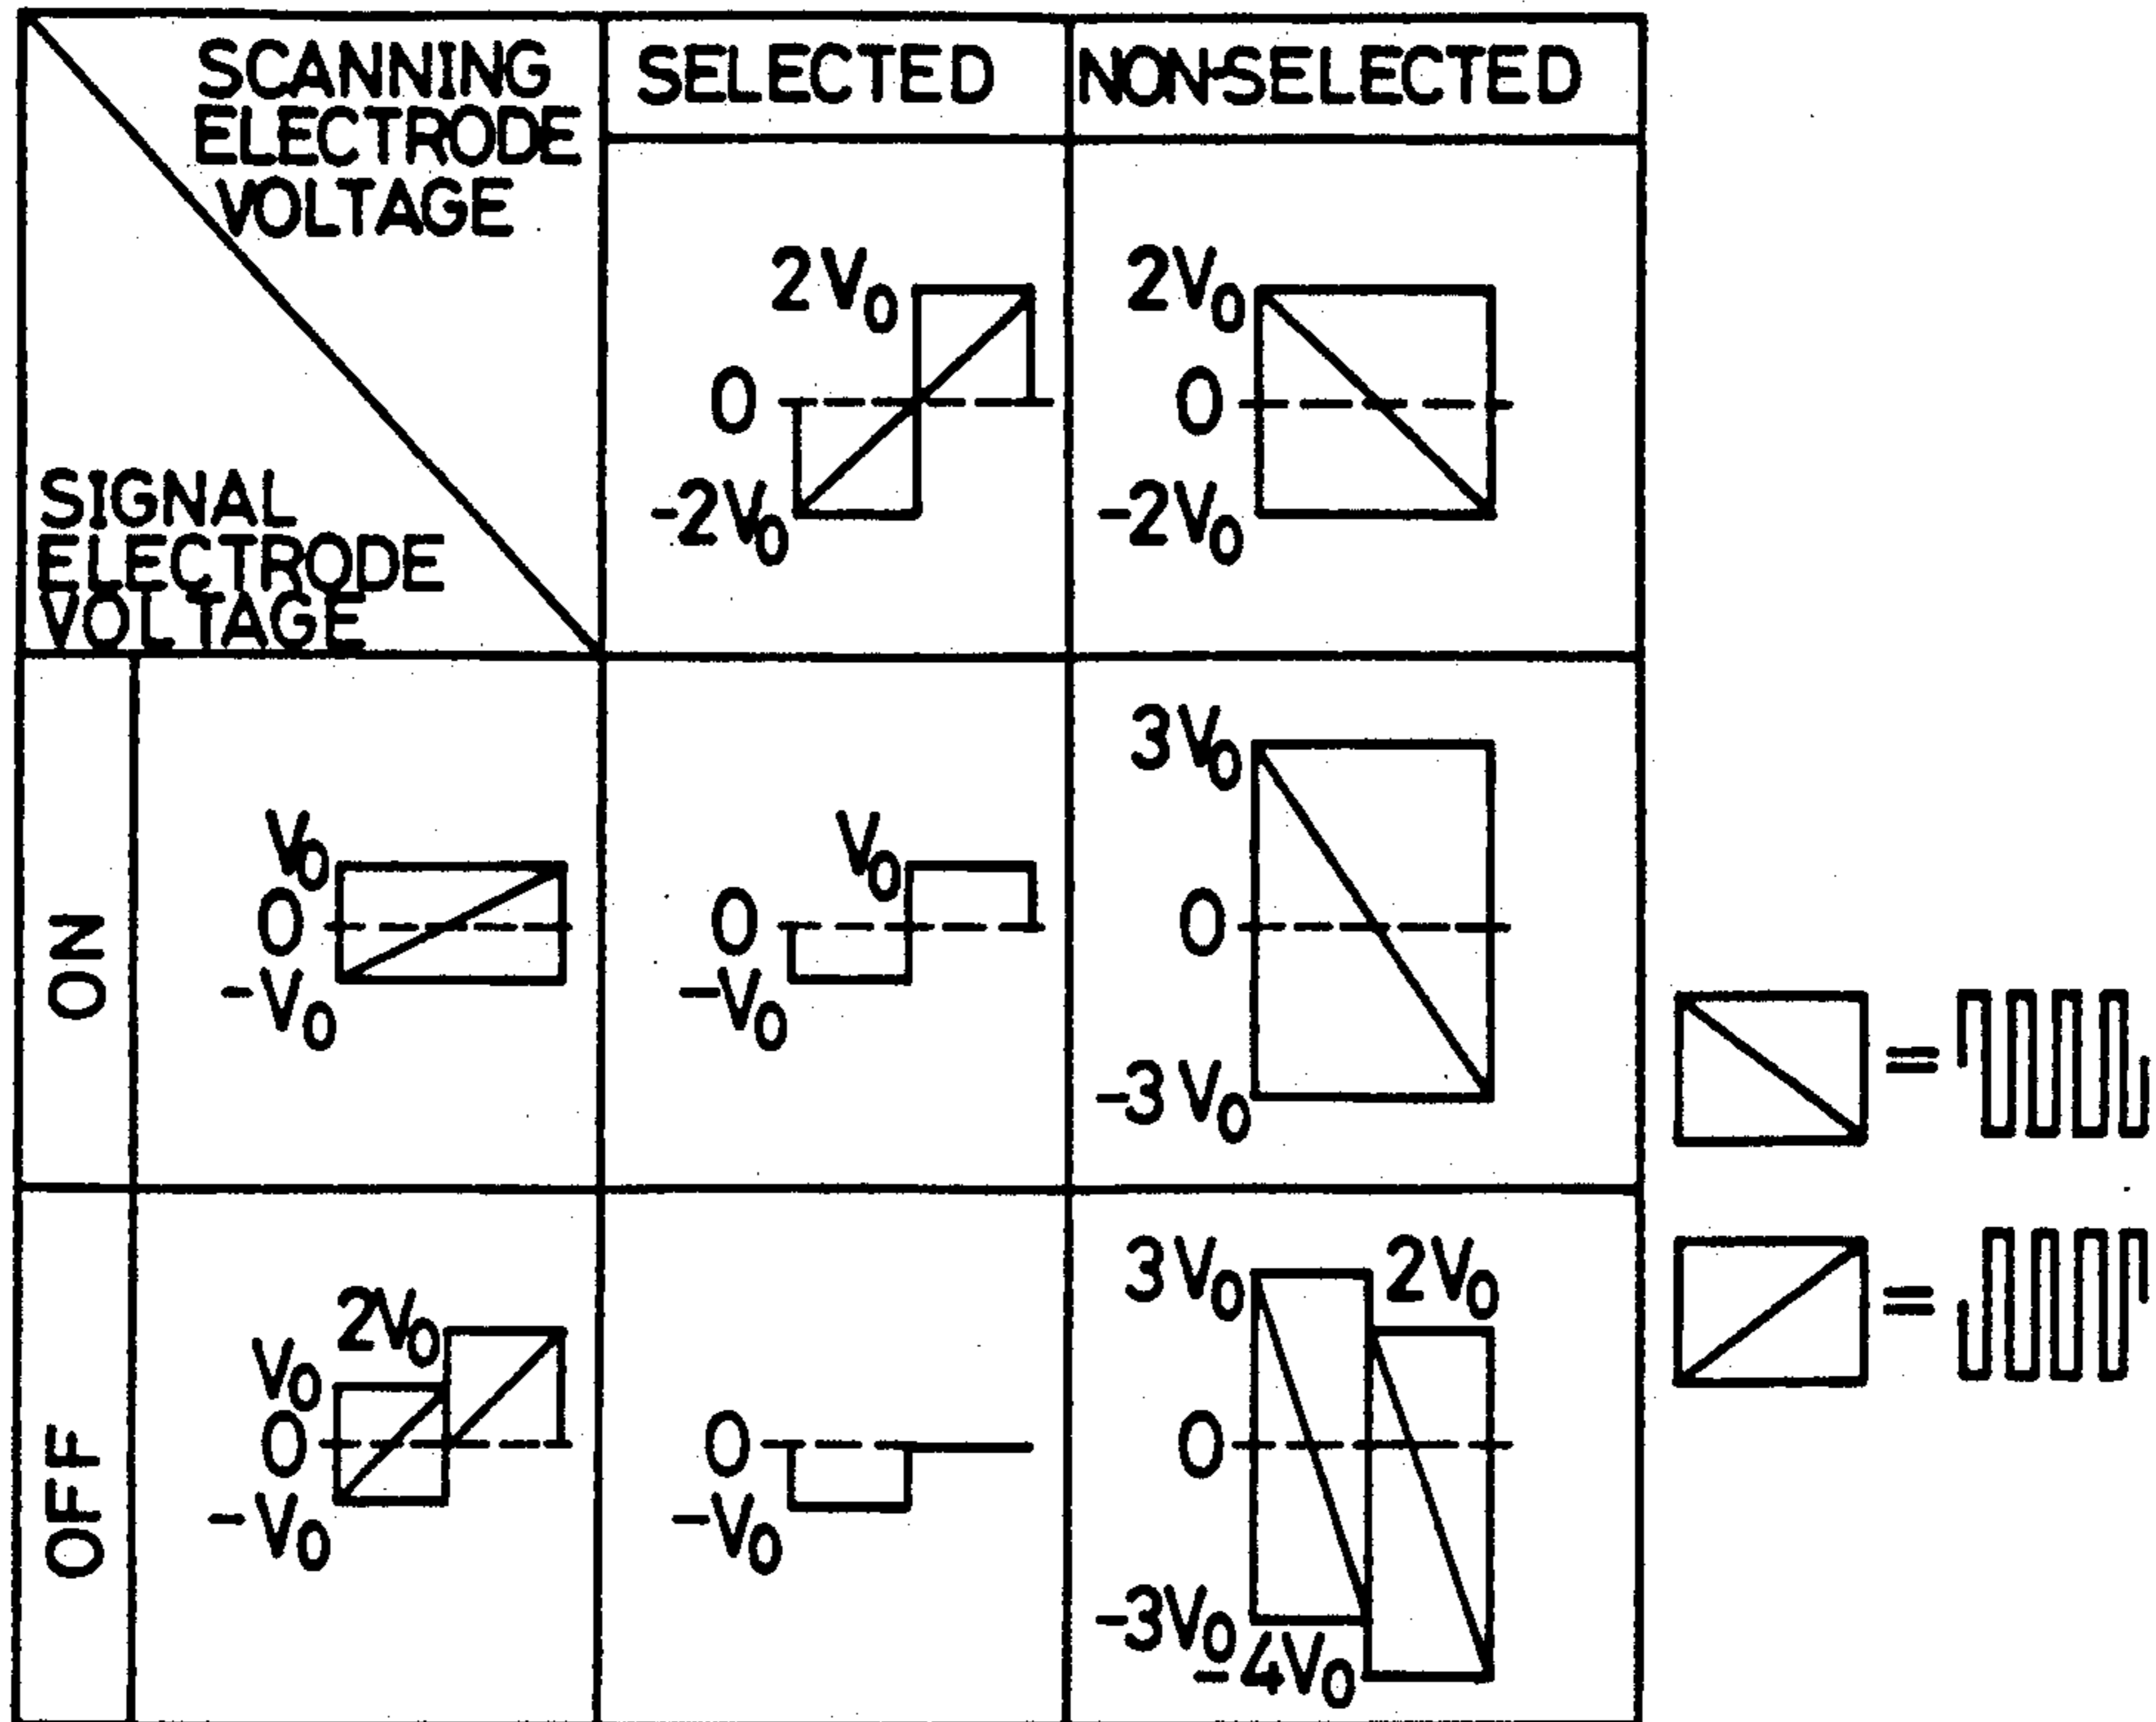 SCANNING
ELECTRODE
VOLTAGE
SIGNAL
ELECTRODE
VOLTAGE
SELECTED
NON-SELECTED
2V0
0
-2V0
2V0
0
-2V0
ON
V0
0
-V0
V0
0
-V0
3V0
0
-3V0
=
OFF
2V0
V0
0
-V0
0
-V0
3V0
2V0
0
-3V0
-4V0
=